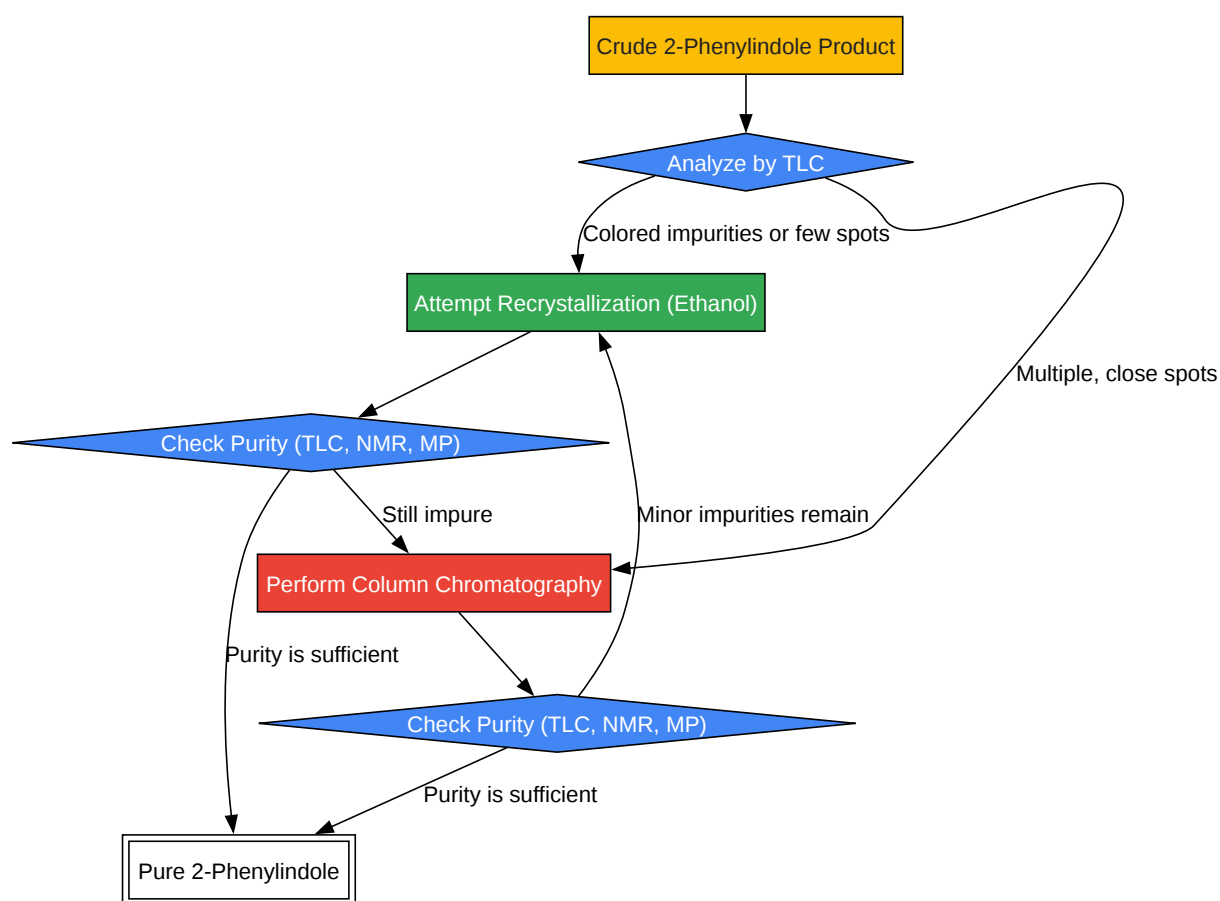 Crude 2-Phenylindole Product
Analyze by TLC
Colored impurities or few spots
Attempt Recrystallization (Ethanol)
Multiple, close spots
Check Purity (TLC, NMR, MP)
Still impure
Minor impurities remain
Perform Column Chromatography
Purity is sufficient
Check Purity (TLC, NMR, MP)
Purity is sufficient
Pure 2-Phenylindole